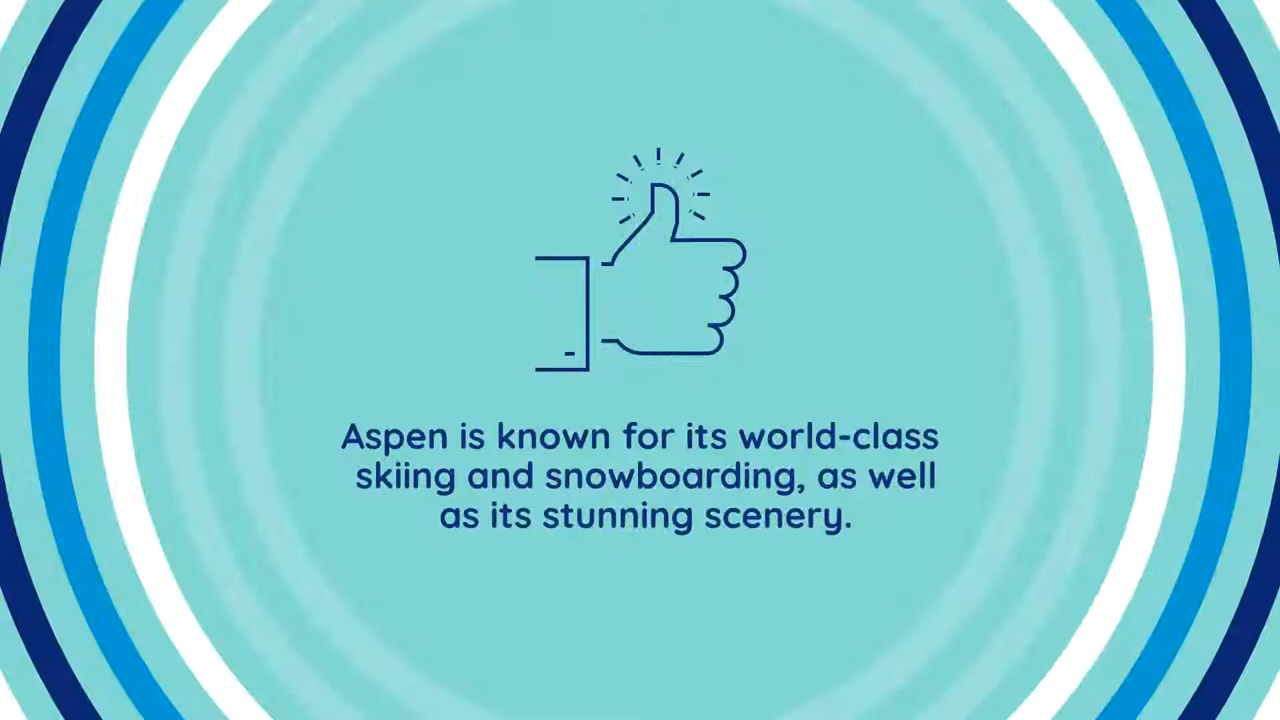 Aspen is known for its world-class
skiing and snowboarding, as well
as its stunning scenery.